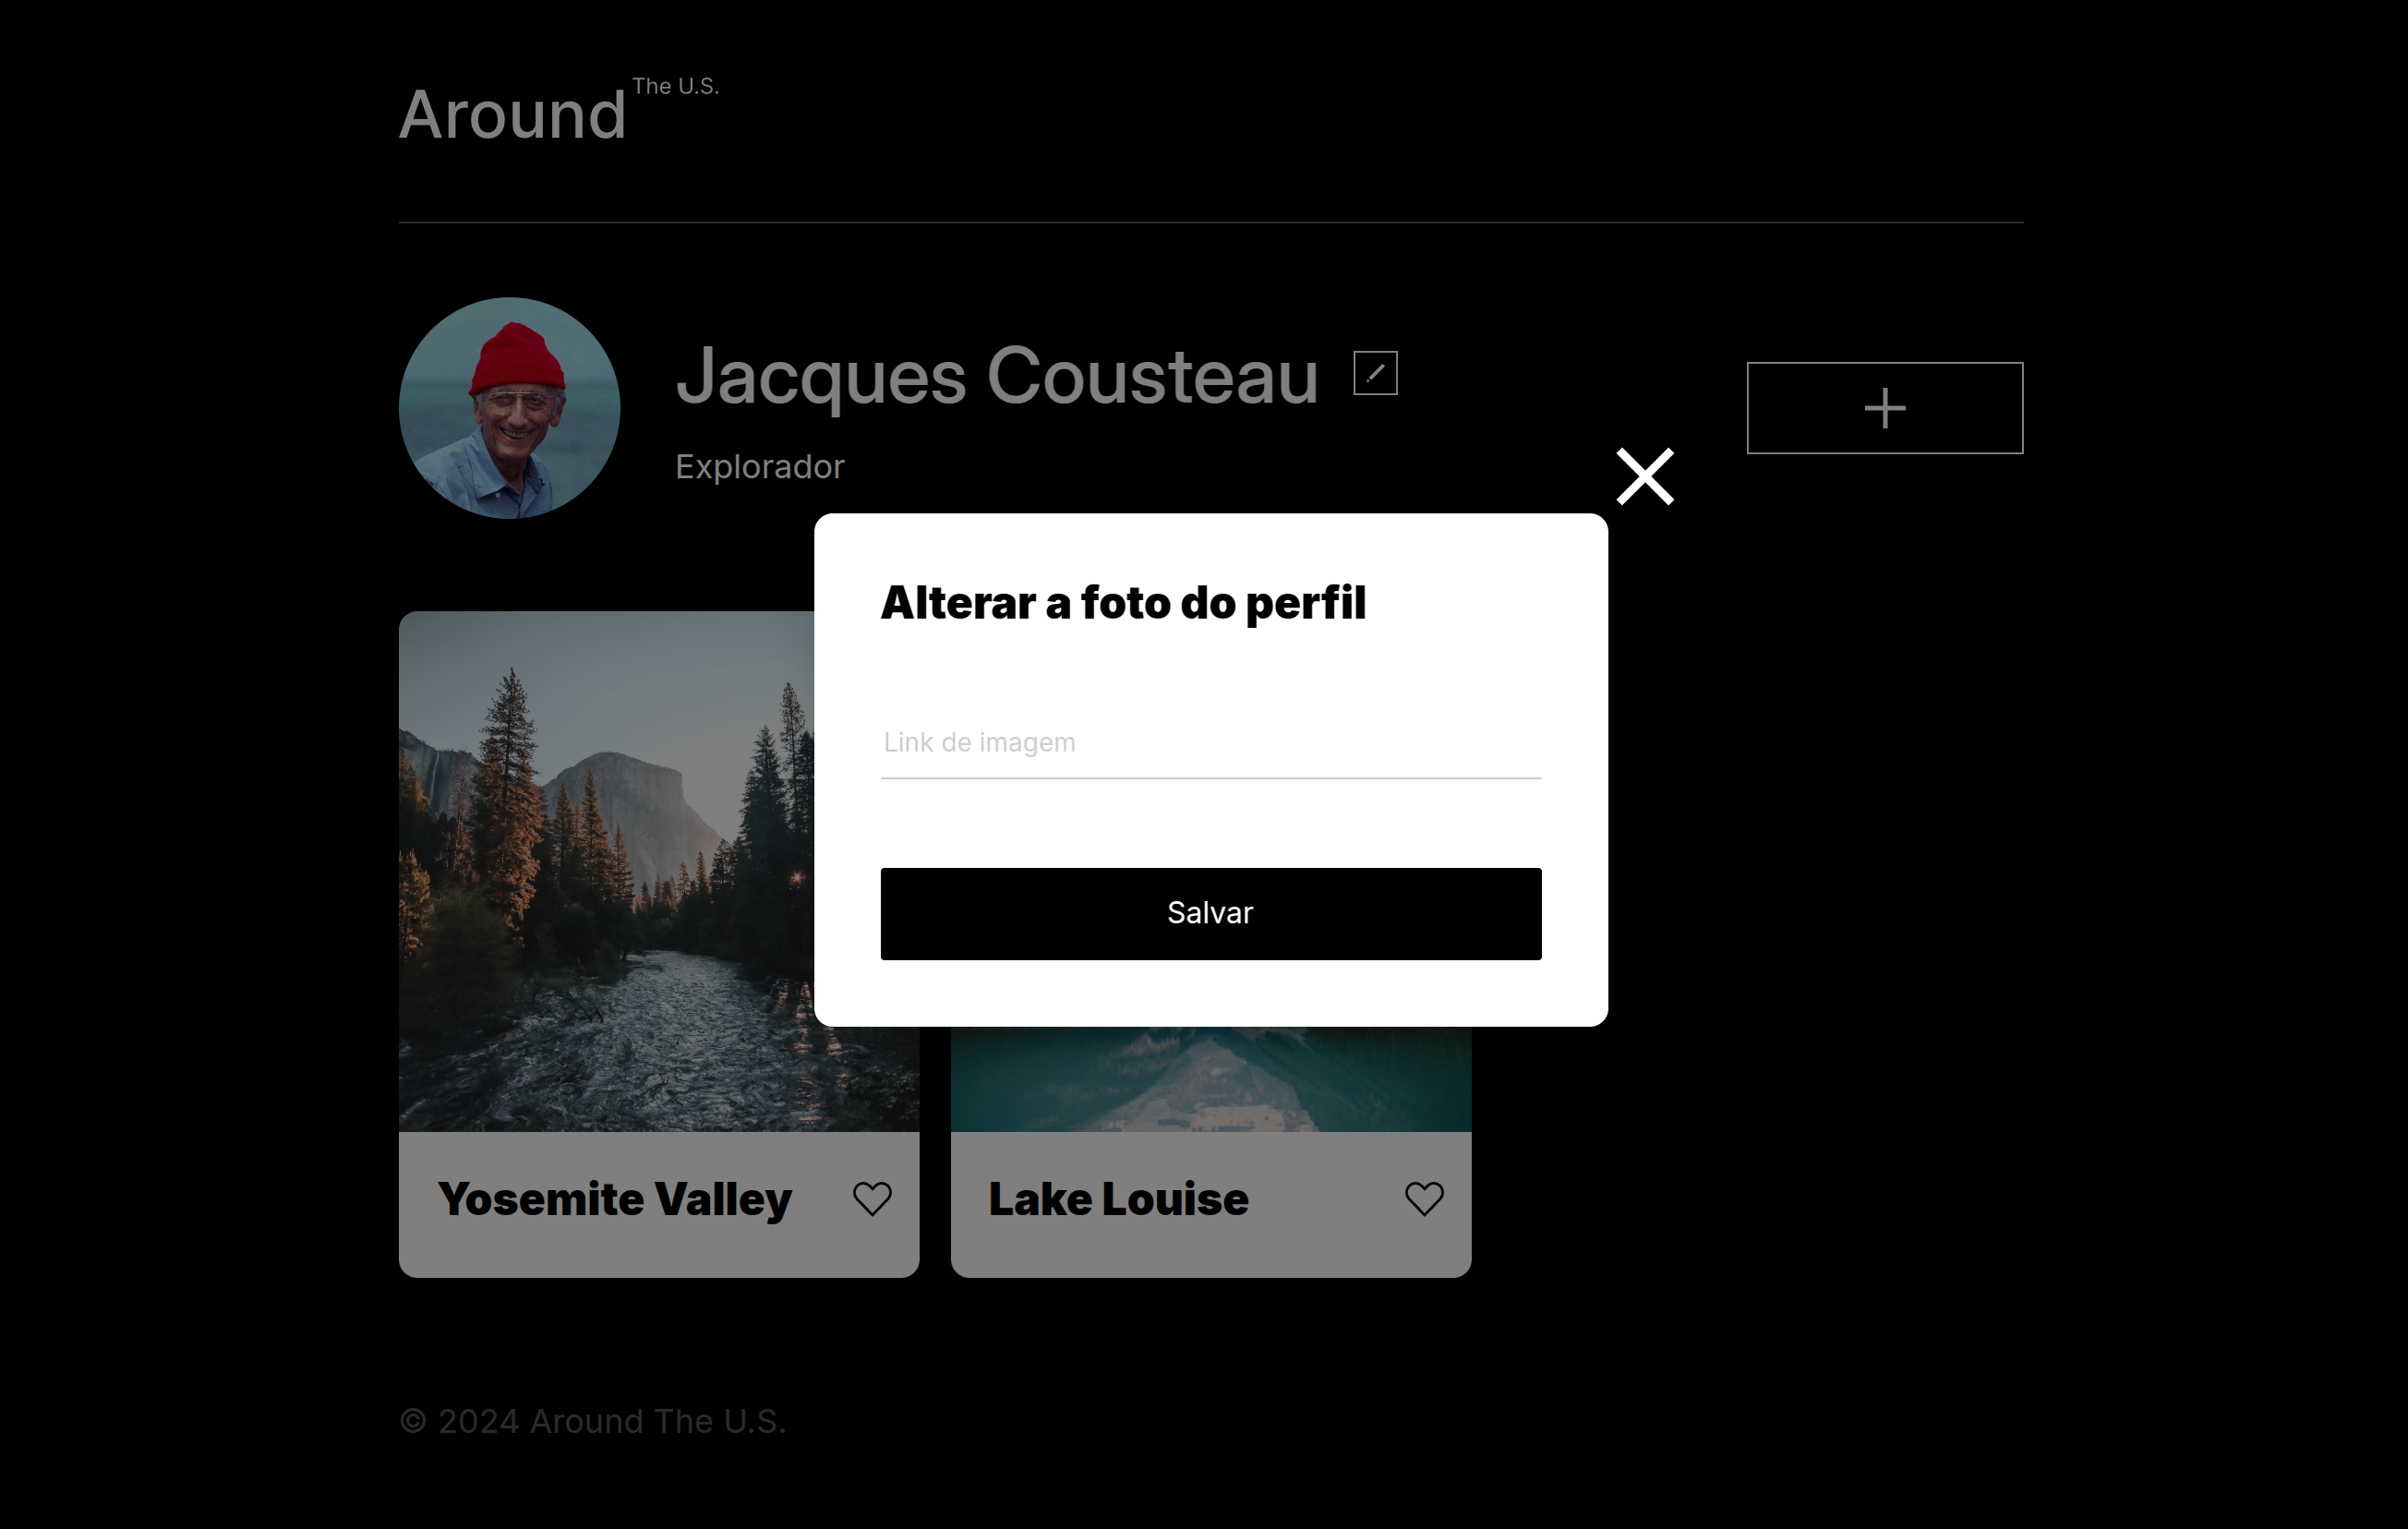 Around The U.S.
Jacques Cousteau
Explorador
Alterar a foto do perfil
Link de imagem
Salvar
Yosemite Valley
Lake Louise
© 2024 Around The U.S.